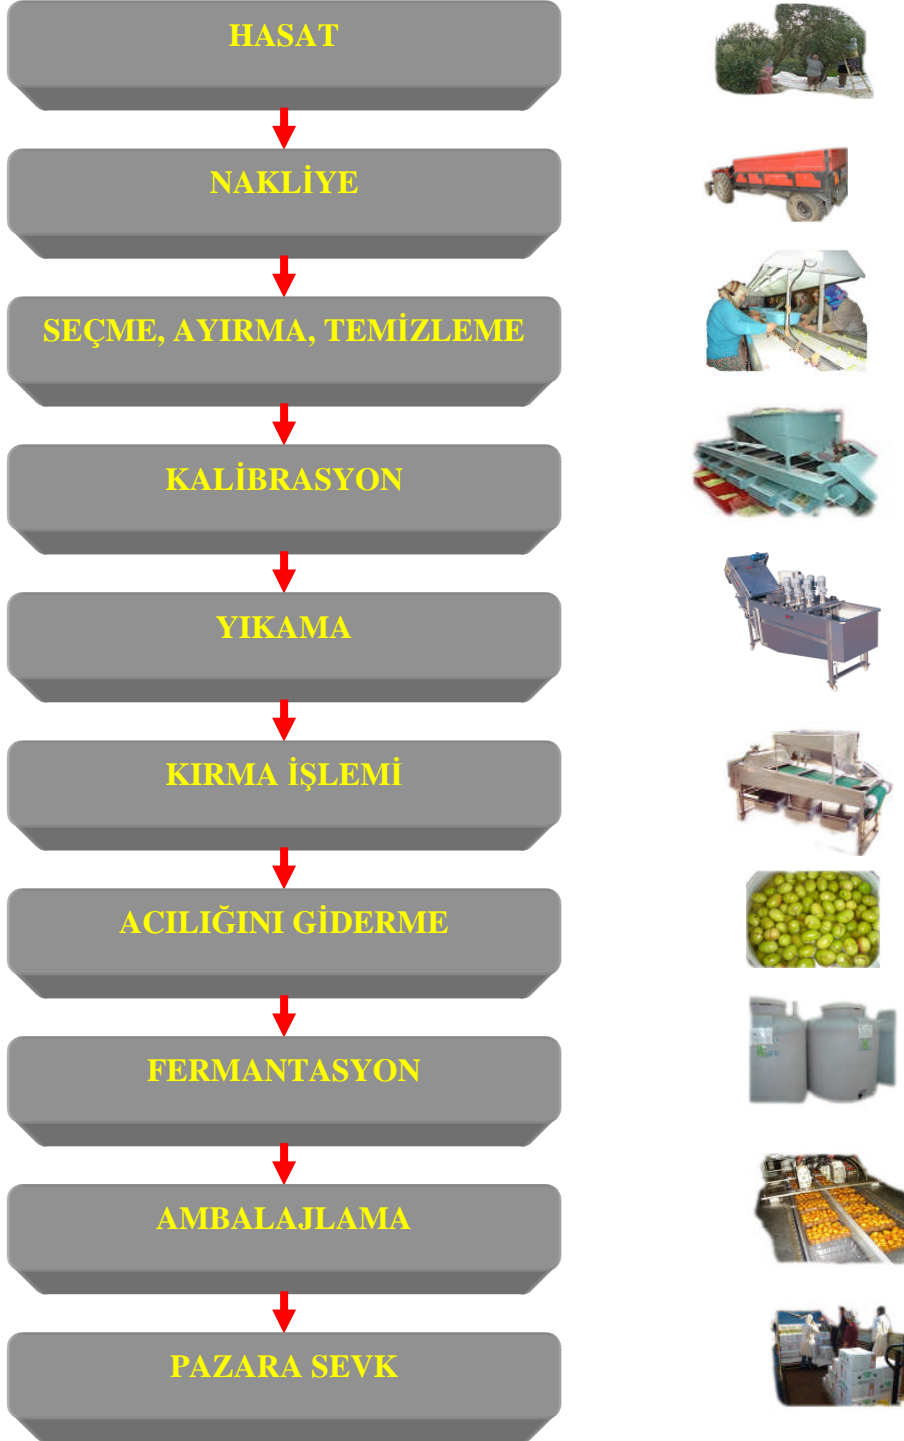 HASAT
NAKLİYE
SEÇME, AYIRMA, TEMİZLEME
KALİBRASYON
YIKAMA
KIRMA İŞLEMİ
ACILIĞINI GİDERME
FERMANTASYON
AMBALAJLAMA
PAZARA SEVK